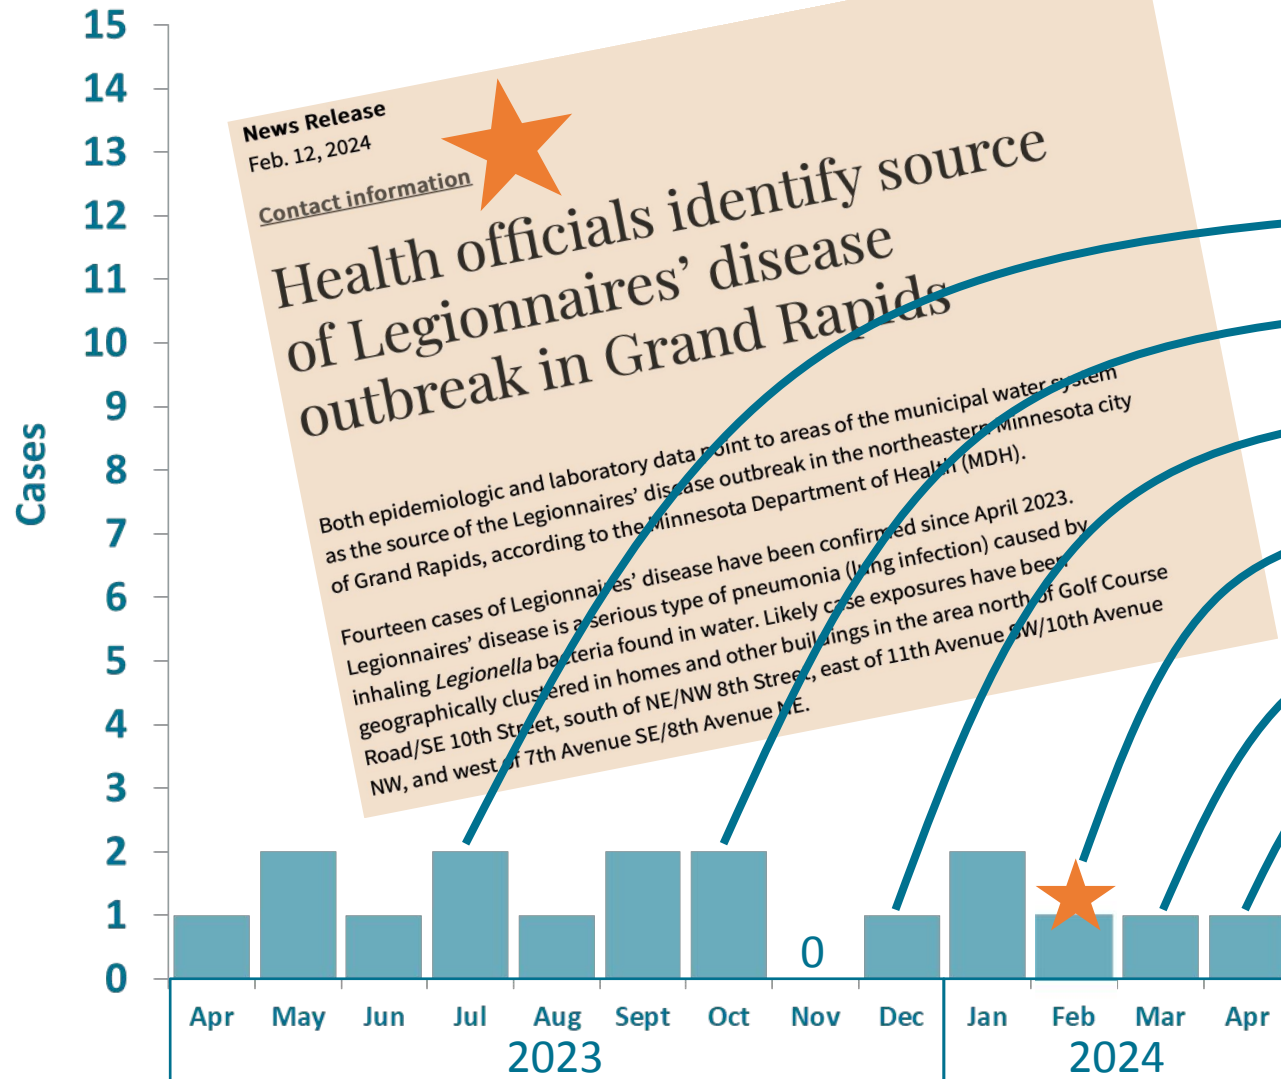 15
14
13
12
11
10
9
8
7
6
5
4
3
2
1
0
Cases
News Release
Feb. 12, 2024
Contact information
Health officials identify source
of Legionnaires’ disease
outbreak in Grand Rapids
Both epidemiologic and laboratory data point to areas of the municipal water system
as the source of the Legionnaires’ disease outbreak in the northeastern Minnesota city
of Grand Rapids, according to the Minnesota Department of Health (MDH).
Fourteen cases of Legionnaires’ disease have been confirmed since April 2023.
Legionnaires’ disease is a serious type of pneumonia (lung infection) caused by
inhaling Legionella bacteria found in water. Likely case exposures have been
geographically clustered in homes and other buildings in the area north of Golf Course
Road/SE 10th Street, south of NE/NW 8th Street, east of 11th Avenue SW/10th Avenue
NW, and west of 7th Avenue SE/8th Avenue NE.
0
Apr May Jun Jul Aug Sept Oct Nov Dec Jan Feb Mar Apr
2023 2024